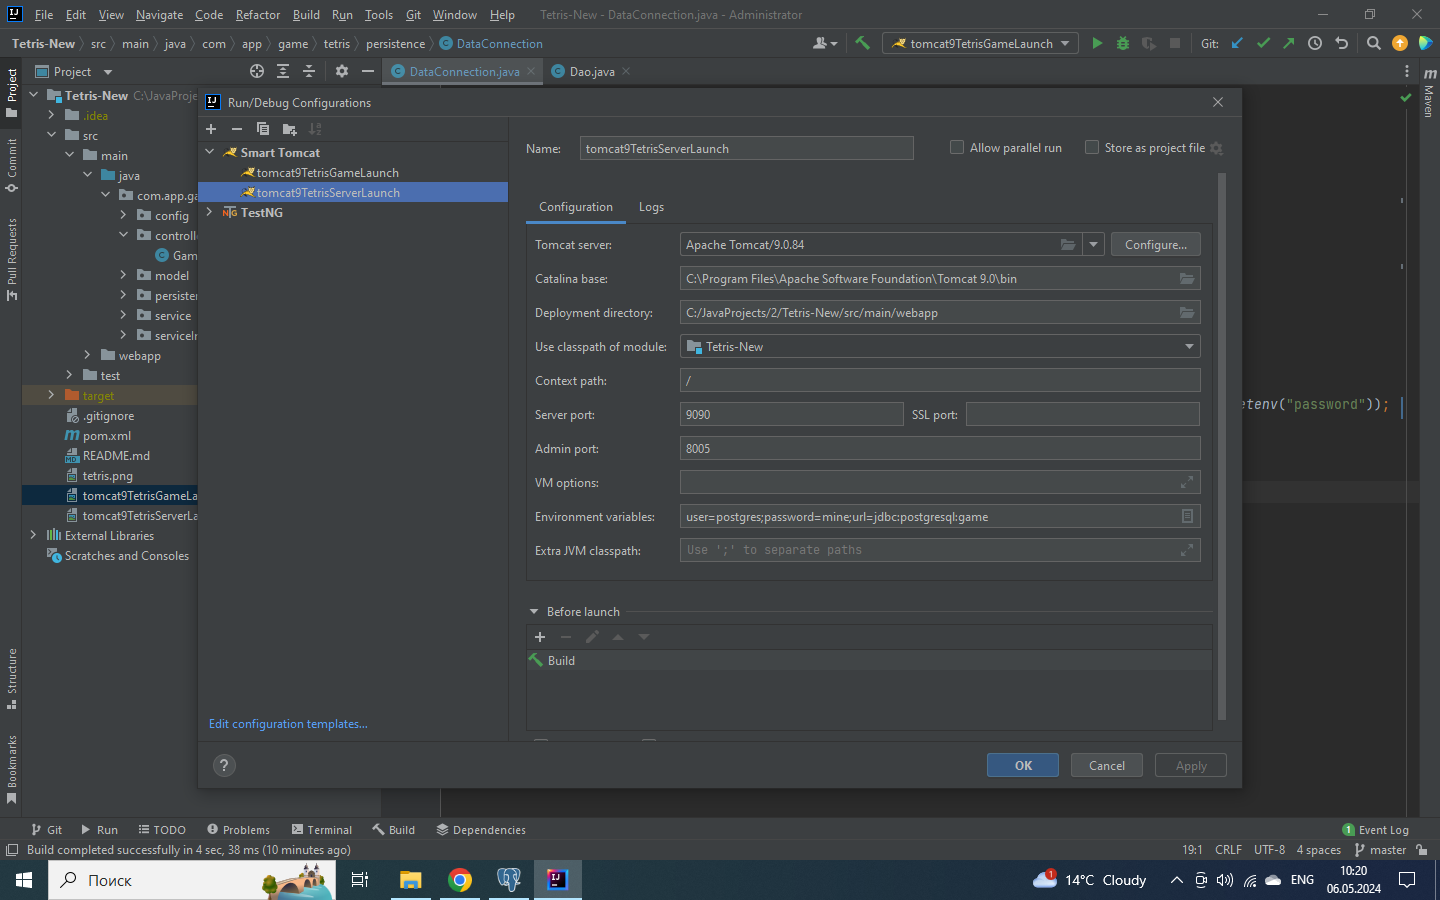 File Edit View Navigate Code Refactor Build Run Tools Git Window Help Tetris-New - DataConnection.java - Administrator
Tetris-New src main java com app game tetris persistence DataConnection tomcat9TetrisGameLaunch Git:
Project DataConnection.java Dao.java
Project
Commit
Pull Requests
Structure
Bookmarks
Maven
Tetris-New C:\JavaProje
.idea
src
main
java
com.app.ga
config
controlle
Gam
model
persister
service
serviceIr
webapp
test
target
.gitignore
pom.xml
README.md
tetris.png
tomcat9TetrisGameLa
tomcat9TetrisServerLa
External Libraries
Scratches and Consoles
Run/Debug Configurations
Smart Tomcat
tomcat9TetrisGameLaunch
tomcat9TetrisServerLaunch
TestNG
Edit configuration templates...
Name: tomcat9TetrisServerLaunch Allow parallel run Store as project file
Configuration Logs
Tomcat server: Apache Tomcat/9.0.84 Configure...
Catalina base: C:\Program Files\Apache Software Foundation\Tomcat 9.0\bin
Deployment directory: C:/JavaProjects/2/Tetris-New/src/main/webapp
Use classpath of module: Tetris-New
Context path: /
Server port: 9090 SSL port:
Admin port: 8005
VM options:
Environment variables: user=postgres;password=mine;url=jdbc:postgresql:game
Extra JVM classpath: Use ';' to separate paths
Before launch
Build
? OK Cancel Apply
etenv("password"));
Git Run TODO Problems Terminal Build Dependencies 1 Event Log
Build completed successfully in 4 sec, 38 ms (10 minutes ago) 19:1 CRLF UTF-8 4 spaces master
Поиск 1 14°C Cloudy ENG 10:20
06.05.2024